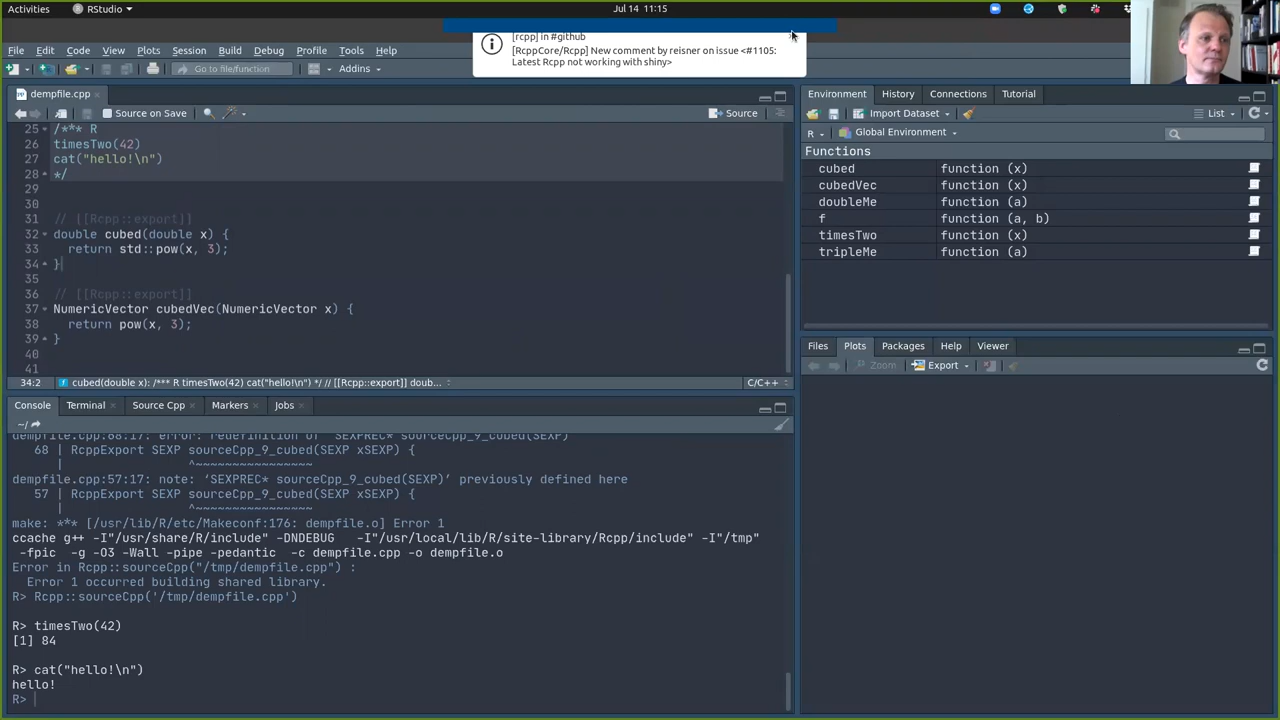 Activities
RStudio
Jul 14 11:15
[rcpp] in #github
[RcppCore/Rcpp] New comment by reisner on issue <#1105:
Latest Rcpp not working with shiny>
File Edit Code View Plots Session Build Debug Profile Tools Help
Go to file/function
Addins
dempfile.cpp
Source on Save
Source
25 /*** R
26 timesTwo(42)
27 cat("hello!\n")
28 */
29
30
31 // [[Rcpp::export]]
32 double cubed(double x) {
33 return std::pow(x, 3);
34 }
35
36 // [[Rcpp::export]]
37 NumericVector cubedVec(NumericVector x) {
38 return pow(x, 3);
39 }
40
41
34:2 cubed(double x): /*** R timesTwo(42) cat("hello!\n") */ // [[Rcpp::export]] doub... C/C++
Console Terminal Source Cpp Markers Jobs
~/
dempfile.cpp:68:17: error: redefinition of ‘SEXPREC* sourceCpp_9_cubed(SEXP)’
68 | RcppExport SEXP sourceCpp_9_cubed(SEXP xSEXP) {
| ^~~~~~~~~~~~~~~~~
dempfile.cpp:57:17: note: ‘SEXPREC* sourceCpp_9_cubed(SEXP)’ previously defined here
57 | RcppExport SEXP sourceCpp_9_cubed(SEXP xSEXP) {
| ^~~~~~~~~~~~~~~~~
make: *** [/usr/lib/R/etc/Makeconf:176: dempfile.o] Error 1
ccache g++ -I"/usr/share/R/include" -DNDEBUG -I"/usr/local/lib/R/site-library/Rcpp/include" -I"/tmp"
-fpic -g -O3 -Wall -pipe -pedantic -c dempfile.cpp -o dempfile.o
Error in Rcpp::sourceCpp("/tmp/dempfile.cpp") :
Error 1 occurred building shared library.
R> Rcpp::sourceCpp('/tmp/dempfile.cpp')
R> timesTwo(42)
[1] 84
R> cat("hello!\n")
hello!
R>
Environment History Connections Tutorial
Import Dataset
List
R
Global Environment
Functions
cubed function (x)
cubedVec function (x)
doubleMe function (a)
f function (a, b)
timesTwo function (x)
tripleMe function (a)
Files Plots Packages Help Viewer
Zoom
Export